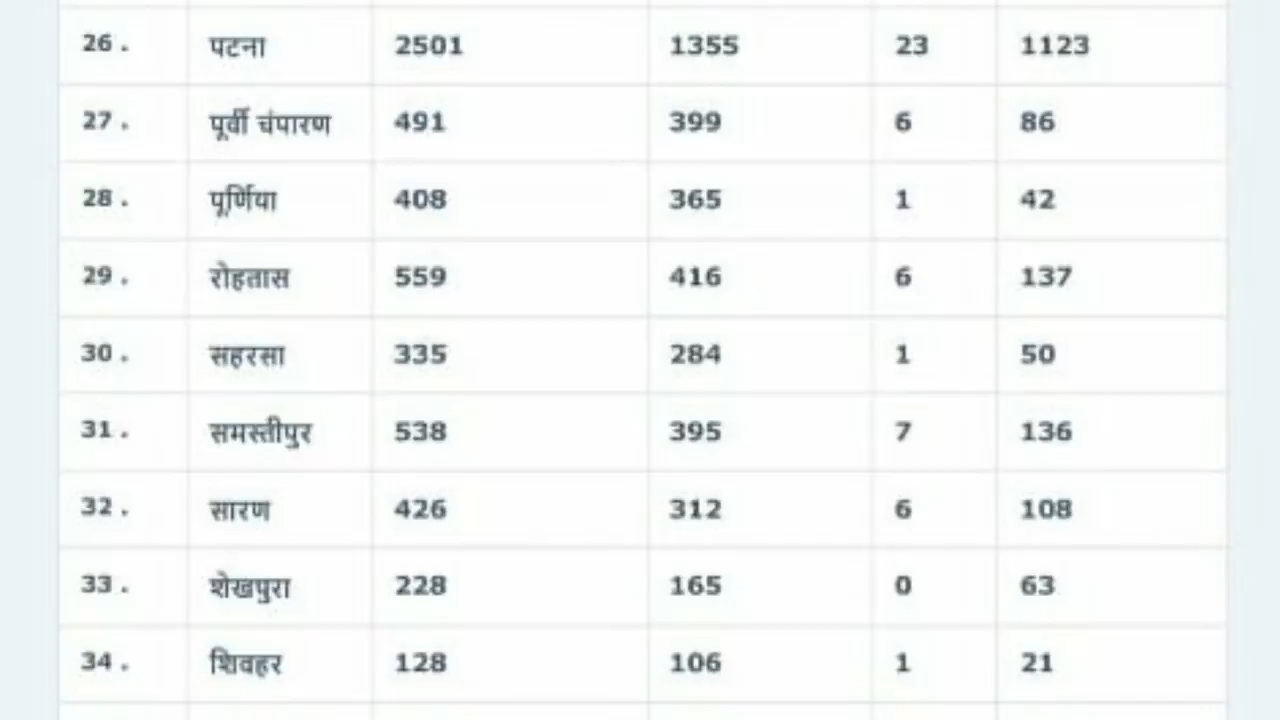 26 . पटना 2501 1355 23 1123
27 . पूर्वी चंपारण 491 399 6 86
28 . पूर्णिया 408 365 1 42
29 . रोहतास 559 416 6 137
30 . सहरसा 335 284 1 50
31 . समस्तीपुर 538 395 7 136
32 . सारण 426 312 6 108
33 . शेखपुरा 228 165 0 63
34 . शिवहर 128 106 1 21